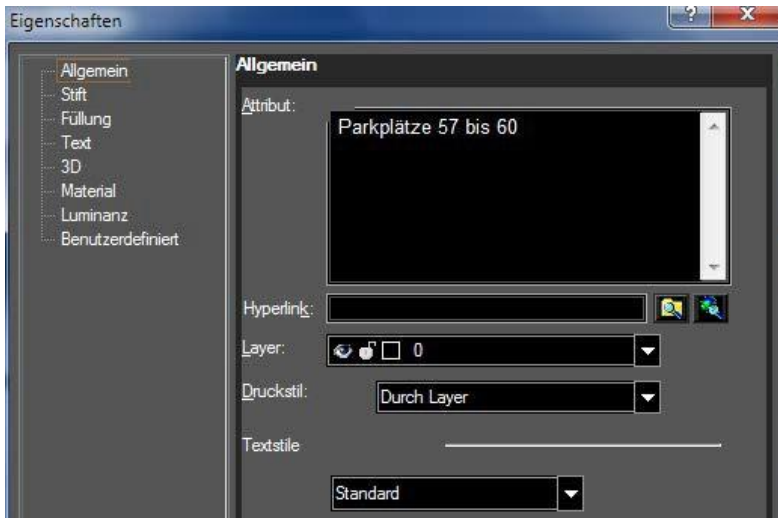 Eigenschaften
?
X
Allgemein
Stift
Füllung
Text
3D
Material
Luminanz
Benutzerdefiniert
Allgemein
Attribut:
Parkplätze 57 bis 60
Hyperlink:
Layer:
0
Druckstil:
Durch Layer
Textstile
Standard